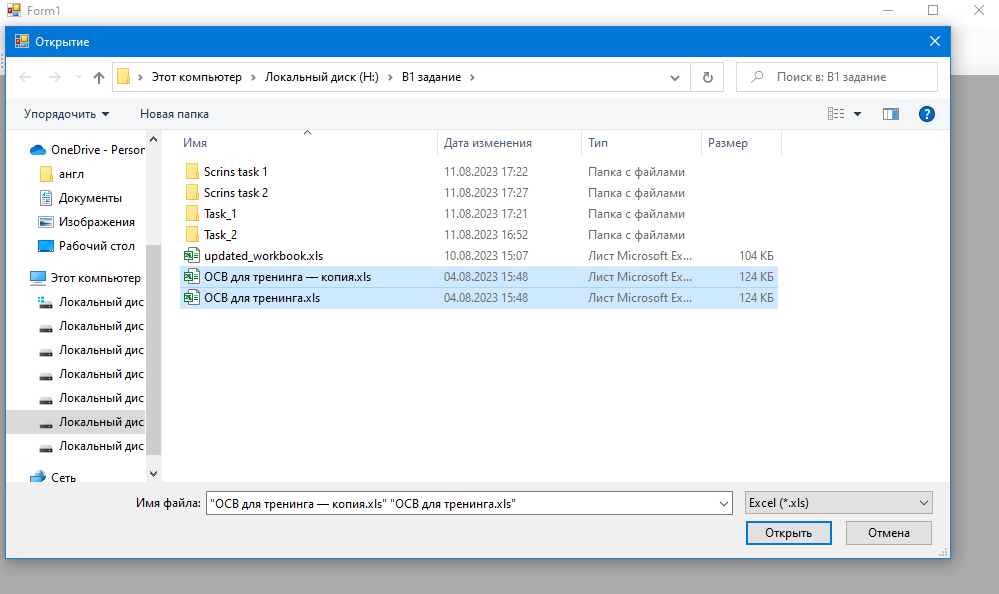 Form1
Открытие
Этот компьютер > Локальный диск (H:) > В1 задание >
Поиск в: В1 задание
Упорядочить
Новая папка
?
OneDrive - Person
англ
Документы
Изображения
Рабочий стол
Этот компьютер
Локальный дис
Локальный дис
Локальный дис
Локальный дис
Локальный дис
Локальный дис
Локальный дис
Сеть
Имя Дата изменения Тип Размер
Scrins task 1 11.08.2023 17:22 Папка с файлами
Scrins task 2 11.08.2023 17:27 Папка с файлами
Task_1 11.08.2023 17:21 Папка с файлами
Task_2 11.08.2023 16:52 Папка с файлами
updated_workbook.xls 10.08.2023 15:07 Лист Microsoft Ex... 104 КБ
ОСВ для тренинга — копия.xls 04.08.2023 15:48 Лист Microsoft Ex... 124 КБ
ОСВ для тренинга.xls 04.08.2023 15:48 Лист Microsoft Ex... 124 КБ
Имя файла: "ОСВ для тренинга — копия.xls" "ОСВ для тренинга.xls"
Excel (*.xls)
Открыть
Отмена